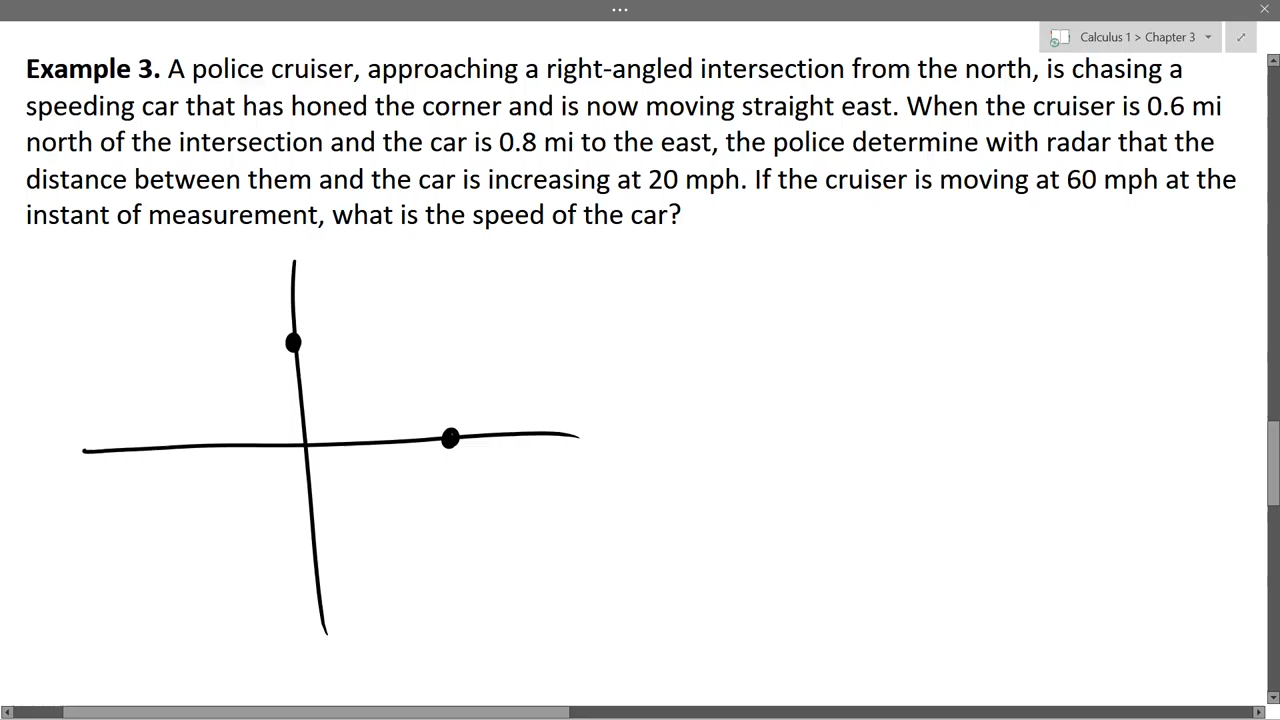 Calculus 1 > Chapter 3
Example 3. A police cruiser, approaching a right-angled intersection from the north, is chasing a
speeding car that has honed the corner and is now moving straight east. When the cruiser is 0.6 mi
north of the intersection and the car is 0.8 mi to the east, the police determine with radar that the
distance between them and the car is increasing at 20 mph. If the cruiser is moving at 60 mph at the
instant of measurement, what is the speed of the car?